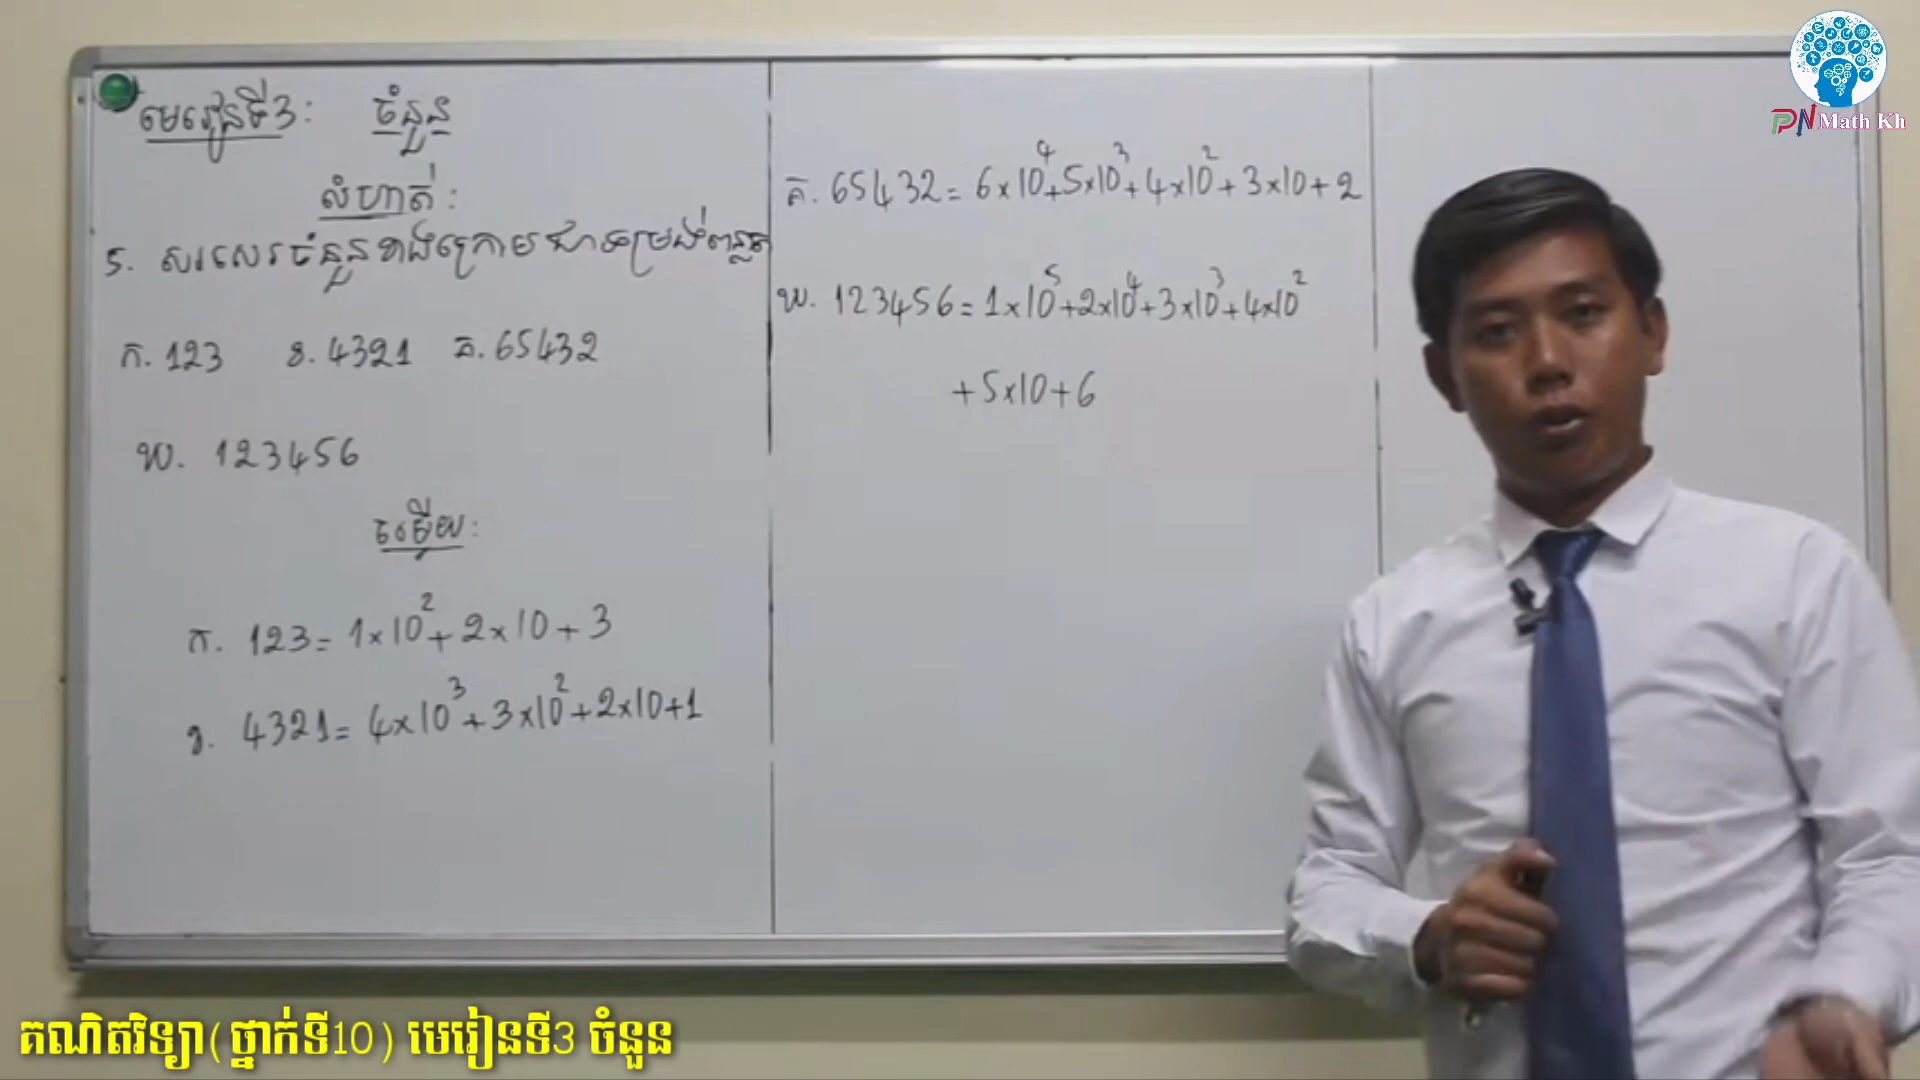 មេរៀនទី3: ចំនួន
លំហាត់:
5. សរសេរចំនួនខាងក្រោមជាទម្រង់ពន្លាត
ក. 123 ខ. 4321 គ. 65432
ឃ. 123456
ចម្លើយ:
ក. 123 = 1×10² + 2×10 + 3
ខ. 4321 = 4×10³ + 3×10² + 2×10 + 1
គ. 65432 = 6×10⁴ + 5×10³ + 4×10² + 3×10 + 2
ឃ. 123456 = 1×10⁵ + 2×10⁴ + 3×10³ + 4×10²
+ 5×10 + 6
PN Math Kh
គណិតវិទ្យា(ថ្នាក់ទី10) មេរៀនទី3 ចំនួន